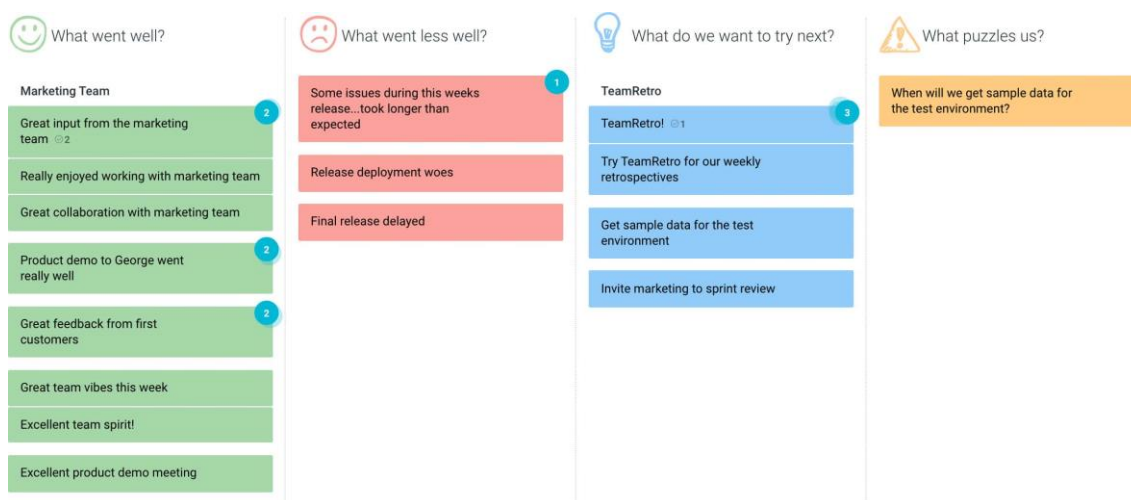 What went well?
Marketing Team
2
Great input from the marketing
team 2
Really enjoyed working with marketing team
Great collaboration with marketing team
2
Product demo to George went
really well
2
Great feedback from first
customers
Great team vibes this week
Excellent team spirit!
Excellent product demo meeting
What went less well?
1
Some issues during this weeks
release...took longer than
expected
Release deployment woes
Final release delayed
What do we want to try next?
TeamRetro
3
TeamRetro! 1
Try TeamRetro for our weekly
retrospectives
Get sample data for the test
environment
Invite marketing to sprint review
What puzzles us?
When will we get sample data for
the test environment?